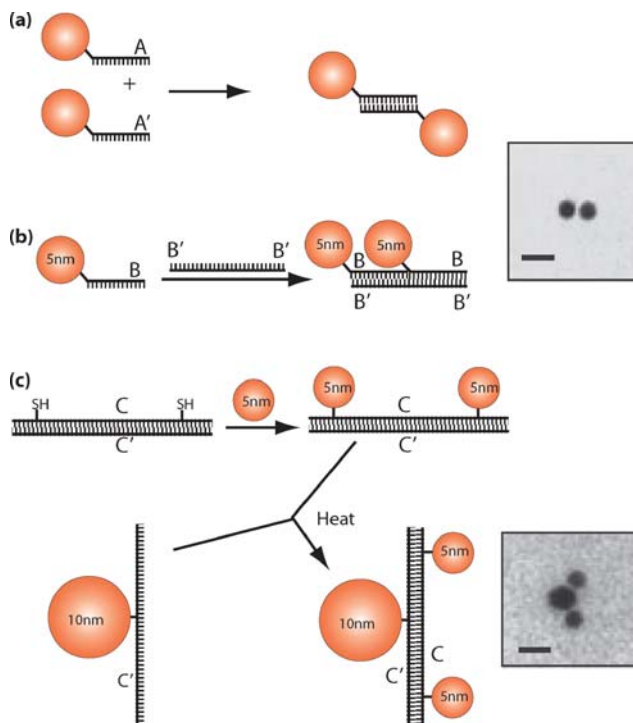 (a)
A
+
A'
(b)
5nm
B
B' B'
5nm 5nm
B B
B' B'
(c)
SH C SH
C'
5nm
5nm 5nm
C
C'
Heat
10nm
C'
10nm
C' C
5nm
5nm